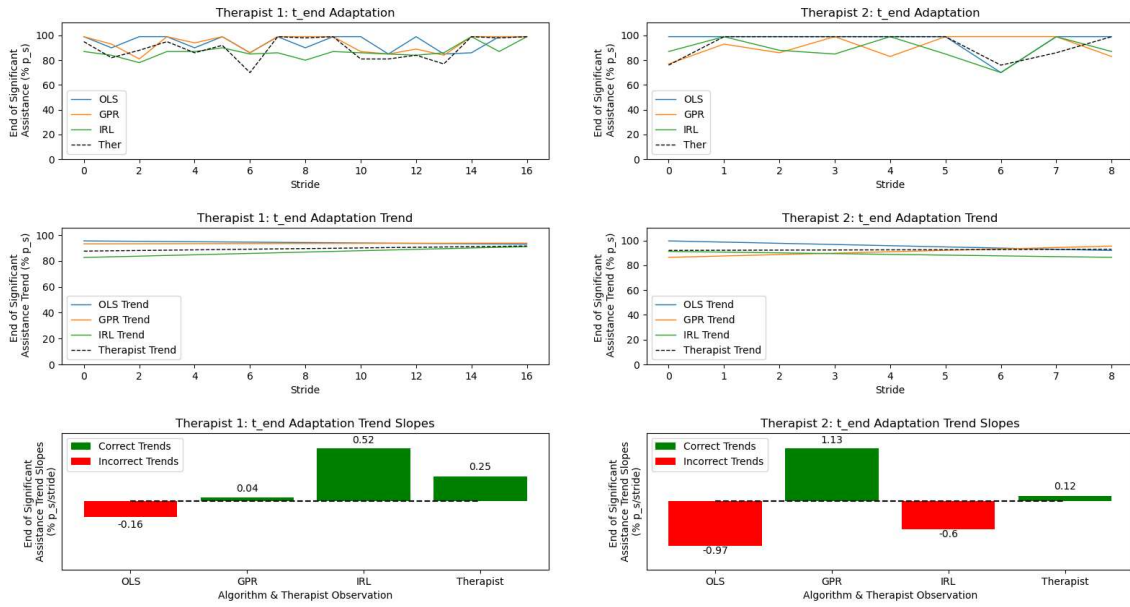 Therapist 1: t_end Adaptation
End of Significant
Assistance (% p_s)
100
80
60
40
20
0
OLS
GPR
IRL
Ther
0 2 4 6 8 10 12 14 16
Stride
Therapist 2: t_end Adaptation
End of Significant
Assistance (% p_s)
100
80
60
40
20
0
OLS
GPR
IRL
Ther
0 1 2 3 4 5 6 7 8
Stride
Therapist 1: t_end Adaptation Trend
End of Significant
Assistance Trend (% p_s)
100
80
60
40
20
0
OLS Trend
GPR Trend
IRL Trend
Therapist Trend
0 2 4 6 8 10 12 14 16
Stride
Therapist 2: t_end Adaptation Trend
End of Significant
Assistance Trend (% p_s)
100
80
60
40
20
0
OLS Trend
GPR Trend
IRL Trend
Therapist Trend
0 1 2 3 4 5 6 7 8
Stride
Therapist 1: t_end Adaptation Trend Slopes
End of Significant
Assistance Trend Slopes
(% p_s/stride)
Correct Trends
Incorrect Trends
-0.16
0.04
0.52
0.25
OLS GPR IRL Therapist
Algorithm & Therapist Observation
Therapist 2: t_end Adaptation Trend Slopes
End of Significant
Assistance Trend Slopes
(% p_s/stride)
Correct Trends
Incorrect Trends
-0.97
1.13
-0.6
0.12
OLS GPR IRL Therapist
Algorithm & Therapist Observation